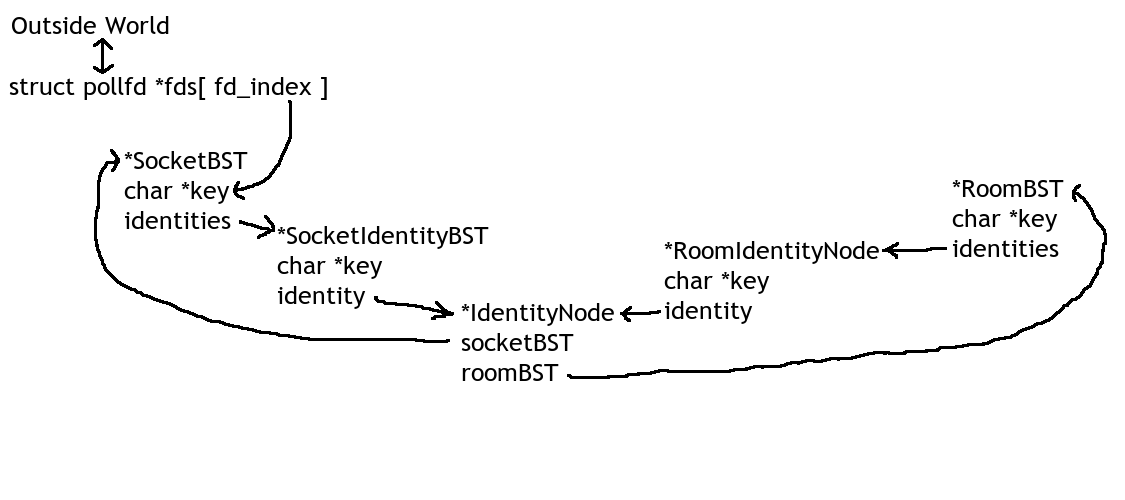 Outside World
struct pollfd *fds[ fd_index ]
*SocketBST
char *key
identities
*SocketIdentityBST
char *key
identity
*IdentityNode
socketBST
roomBST
*RoomIdentityNode
char *key
identity
*RoomBST
char *key
identities